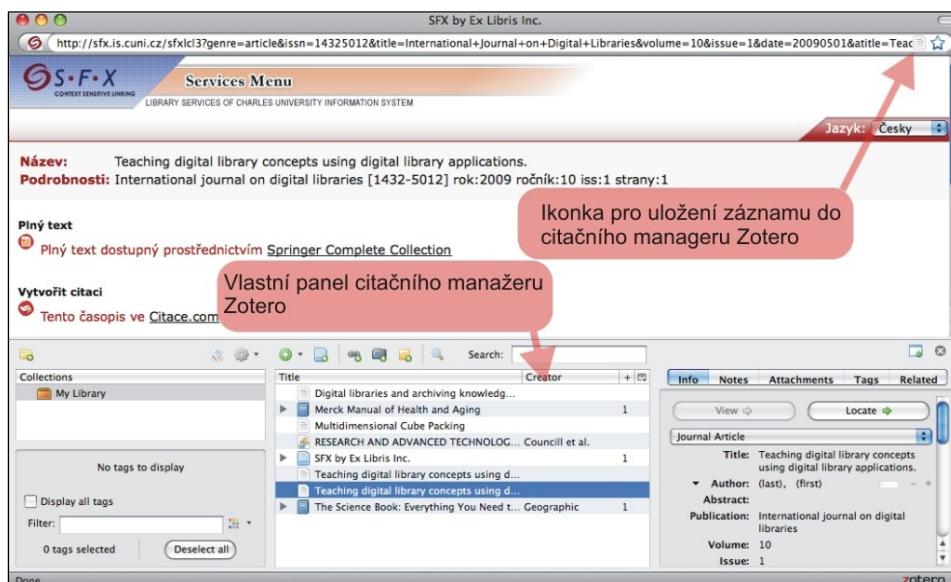 SFX by Ex Libris Inc.
http://sfx.is.cuni.cz/sfxlcl3?genre=article&issn=14325012&title=International+Journal+on+Digital+Libraries&volume=10&issue=1&date=20090501&atitle=Teac
S·F·X
CONTEXT SENSITIVE LINKING
Services Menu
LIBRARY SERVICES OF CHARLES UNIVERSITY INFORMATION SYSTEM
Jazyk: Česky
Název: Teaching digital library concepts using digital library applications.
Podrobnosti: International journal on digital libraries [1432-5012] rok:2009 ročník:10 iss:1 strany:1
Ikonka pro uložení záznamu do
citačního manageru Zotero
Plný text
Plný text dostupný prostřednictvím Springer Complete Collection
Vlastní panel citačního manažeru
Zotero
Vytvořit citaci
Tento časopis ve Citace.com
Search:
Collections
My Library
No tags to display
Display all tags
Filter:
0 tags selected Deselect all
Title Creator +
Digital libraries and archiving knowledg...
Merck Manual of Health and Aging 1
Multidimensional Cube Packing
RESEARCH AND ADVANCED TECHNOLOG... Councill et al.
SFX by Ex Libris Inc. 1
Teaching digital library concepts using d...
Teaching digital library concepts using d...
The Science Book: Everything You Need t... Geographic 1
Info Notes Attachments Tags Related
View Locate
Journal Article
Title: Teaching digital library concepts
using digital library applications.
Author: (last), (first) - +
Abstract:
Publication: International journal on digital
libraries
Volume: 10
Issue: 1
Done
zotero